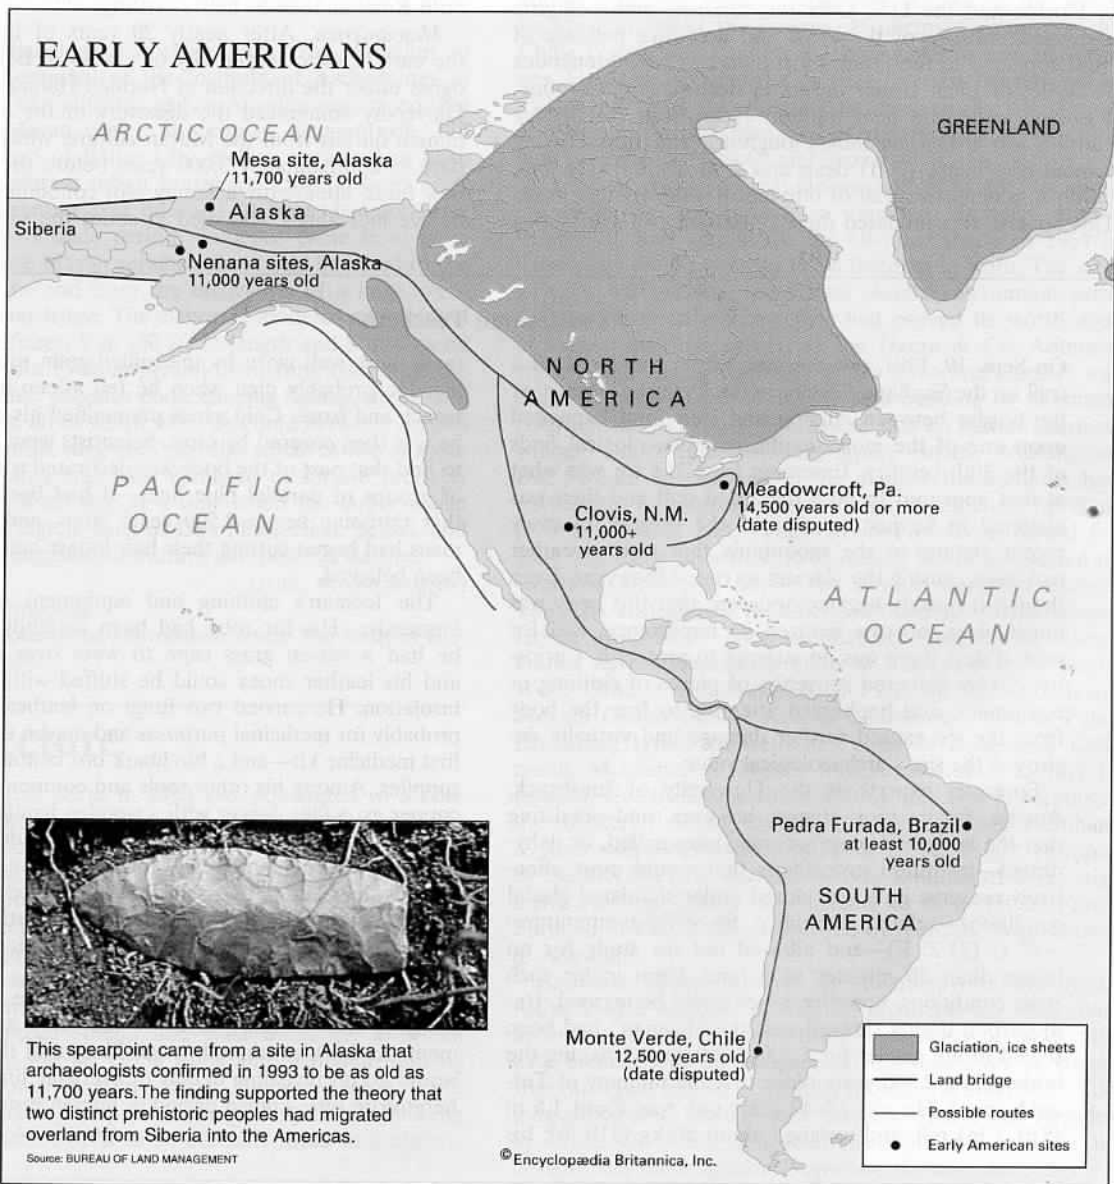 EARLY AMERICANS
ARCTIC OCEAN
GREENLAND
Mesa site, Alaska
11,700 years old
Alaska
Siberia
Nenana sites, Alaska
11,000 years old
NORTH
AMERICA
PACIFIC
OCEAN
Meadowcroft, Pa.
14,500 years old or more
(date disputed)
Clovis, N.M.
11,000+
years old
ATLANTIC
OCEAN
Pedra Furada, Brazil
at least 10,000
years old
SOUTH
AMERICA
Monte Verde, Chile
12,500 years old
(date disputed)
Glaciation, ice sheets
Land bridge
Possible routes
Early American sites
This spearpoint came from a site in Alaska that
archaeologists confirmed in 1993 to be as old as
11,700 years. The finding supported the theory that
two distinct prehistoric peoples had migrated
overland from Siberia into the Americas.
Source: BUREAU OF LAND MANAGEMENT
© Encyclopædia Britannica, Inc.